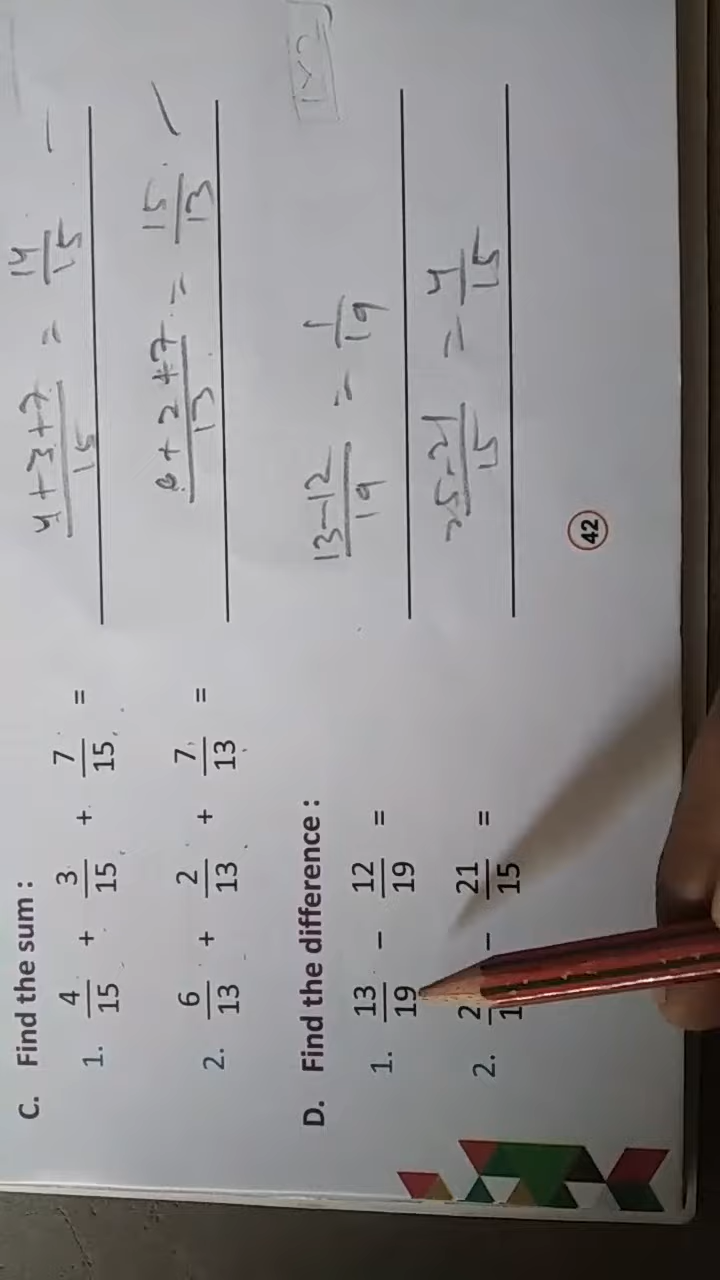 C. Find the sum :
1. 4/15 + 3/15 + 7/15 = 4+3+7/15 = 14/15
2. 6/13 + 2/13 + 7/13 = 6+2+7/13 = 15/13
D. Find the difference :
1. 13/19 − 12/19 = 13-12/19 = 1/19
2. 2 − 21/15 = 25-21/15 = 4/15
42